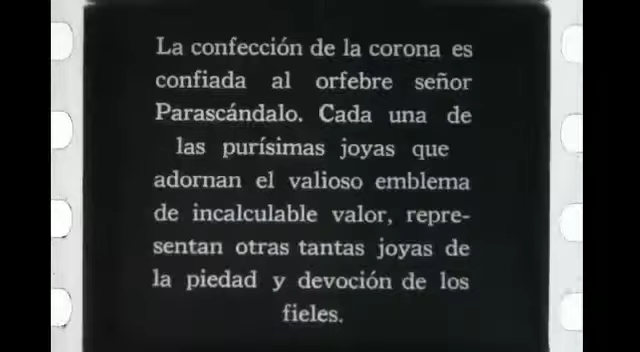 La confección de la corona es
confiada al orfebre señor
Parascándalo. Cada una de
las purísimas joyas que
adornan el valioso emblema
de incalculable valor, repre-
sentan otras tantas joyas de
la piedad y devoción de los
fieles.